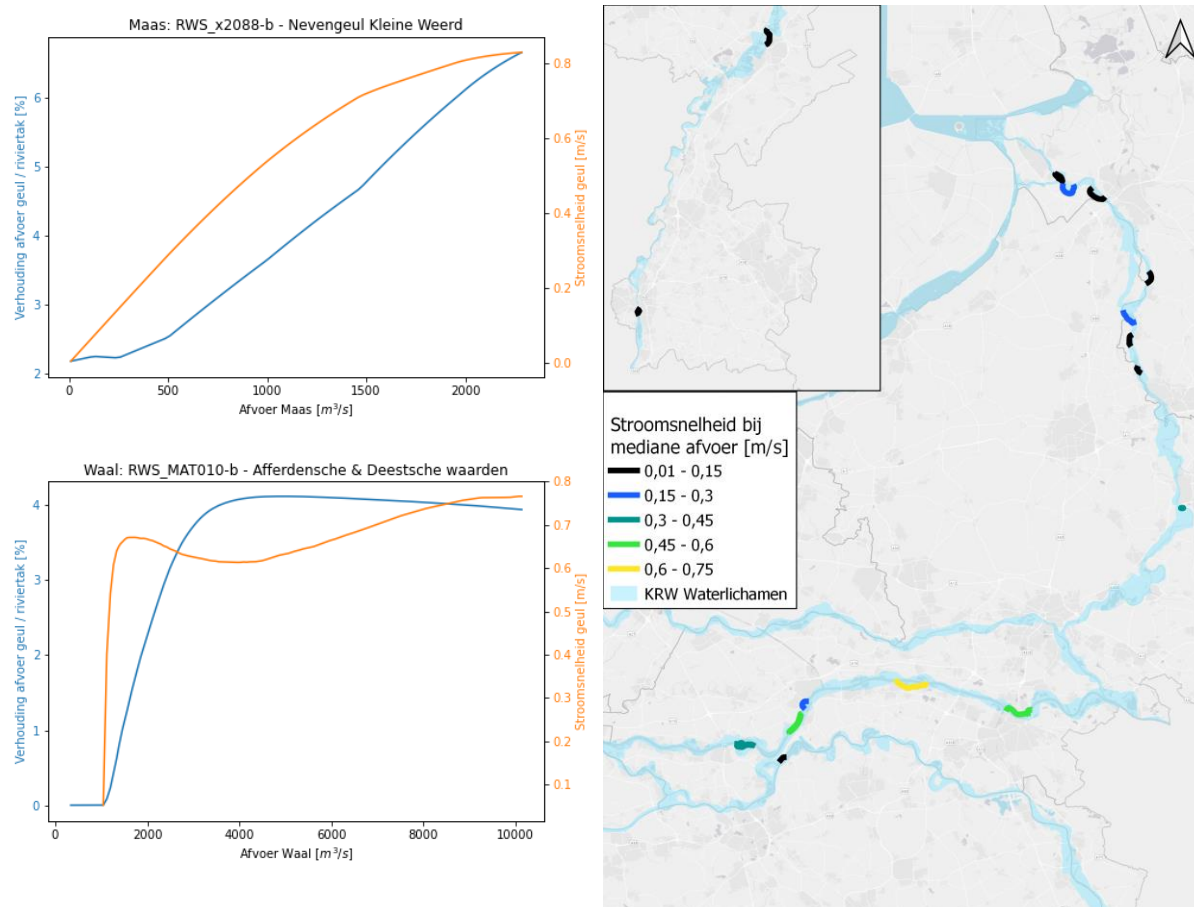 Maas: RWS_x2088-b - Nevengeul Kleine Weerd
Verhouding afvoer geul / riviertak [%]
6
5
4
3
2
0.8
0.6
0.4
0.2
0.0
Stroomsnelheid geul [m/s]
0
500
1000
1500
2000
Afvoer Maas [m³/s]
Waal: RWS_MAT010-b - Afferdensche & Deestsche waarden
Verhouding afvoer geul / riviertak [%]
4
3
2
1
0
0.8
0.7
0.6
0.5
0.4
0.3
0.2
0.1
Stroomsnelheid geul [m/s]
0
2000
4000
6000
8000
10000
Afvoer Waal [m³/s]
Stroomsnelheid bij
mediane afvoer [m/s]
0,01 - 0,15
0,15 - 0,3
0,3 - 0,45
0,45 - 0,6
0,6 - 0,75
KRW Waterlichamen